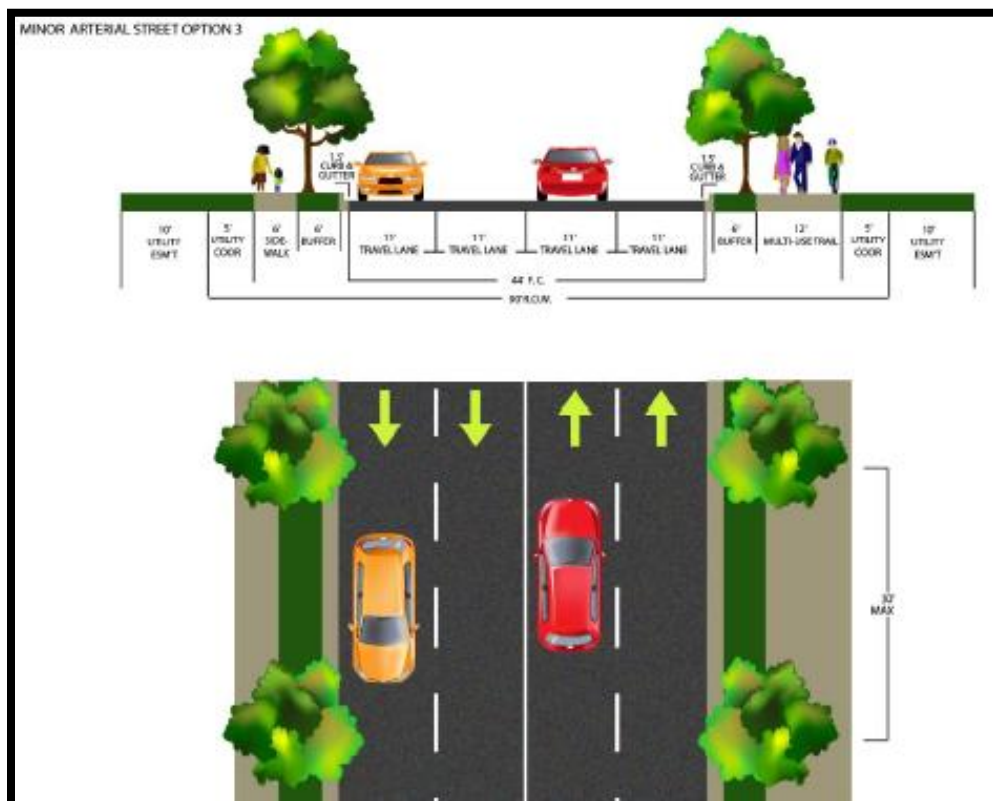 MINOR ARTERIAL STREET OPTION 3
1.5'
CURB &
GUTTER
1.5'
CURB &
GUTTER
10'
UTILITY
ESM'T
5'
UTILITY
COOR
6'
SIDE-
WALK
6'
BUFFER
11'
TRAVEL LANE
11'
TRAVEL LANE
11'
TRAVEL LANE
11'
TRAVEL LANE
6'
BUFFER
12'
MULTI-USE TRAIL
5'
UTILITY
COOR
10'
UTILITY
ESM'T
44' F.C.
90' R.O.W.
30'
MAX